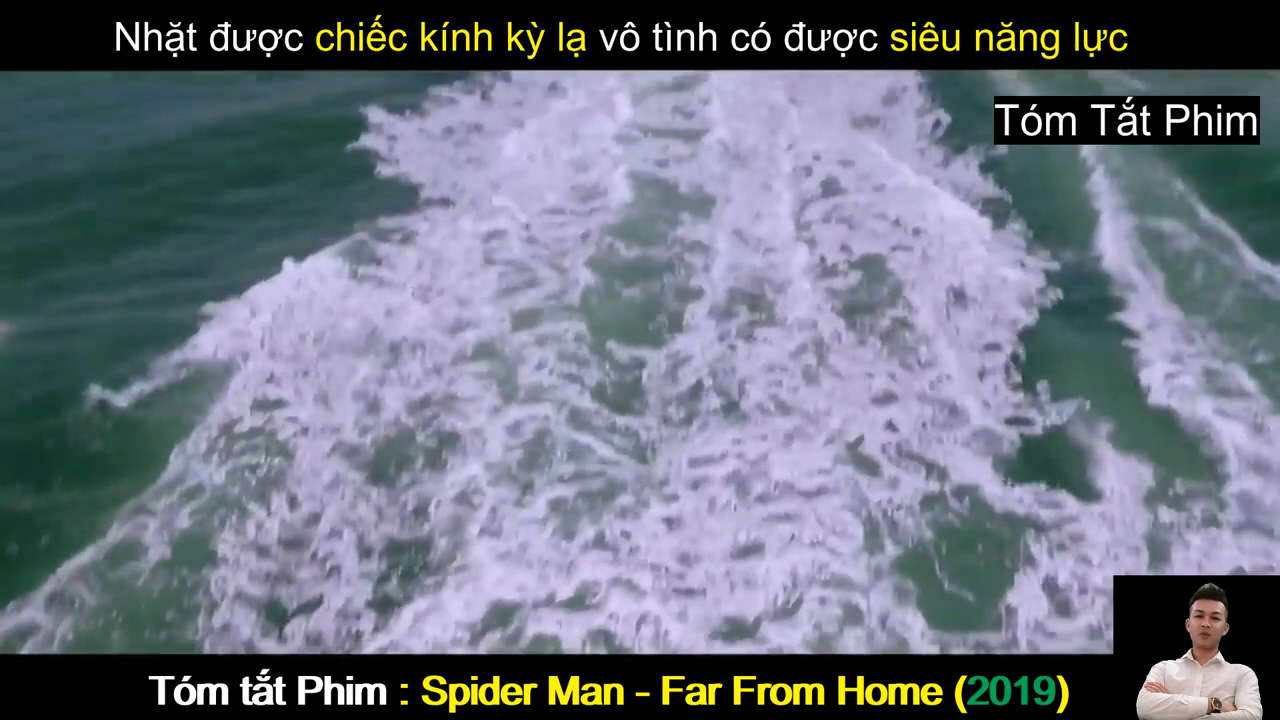 Nhặt được chiếc kính kỳ lạ vô tình có được siêu năng lực
Tóm Tắt Phim
Tóm tắt Phim : Spider Man - Far From Home (2019)